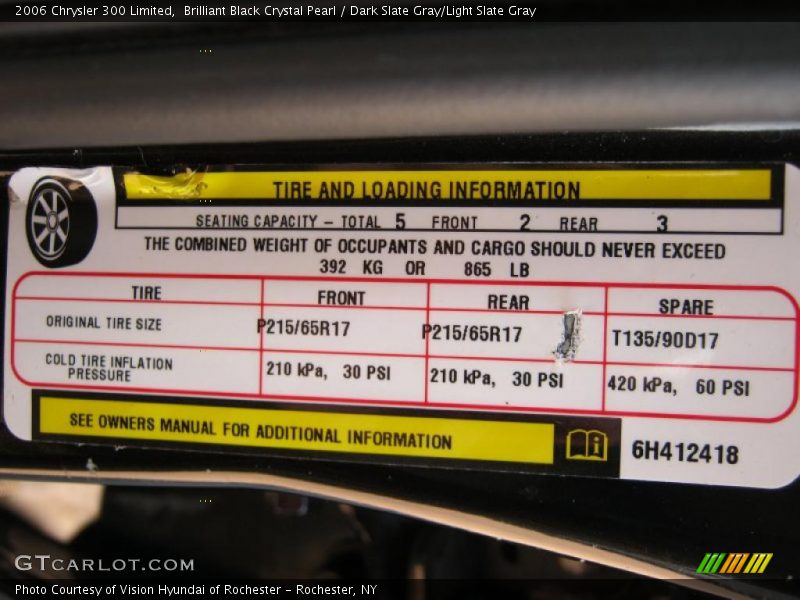 2006 Chrysler 300 Limited,  Brilliant Black Crystal Pearl / Dark Slate Gray/Light Slate Gray
TIRE AND LOADING INFORMATION
SEATING CAPACITY – TOTAL 5 FRONT 2 REAR 3
THE COMBINED WEIGHT OF OCCUPANTS AND CARGO SHOULD NEVER EXCEED
392 KG OR 865 LB
TIRE FRONT REAR SPARE
ORIGINAL TIRE SIZE P215/65R17 P215/65R17 T135/90D17
COLD TIRE INFLATION
PRESSURE 210 kPa, 30 PSI 210 kPa, 30 PSI 420 kPa, 60 PSI
SEE OWNERS MANUAL FOR ADDITIONAL INFORMATION
6H412418
GTCARLOT.COM
Photo Courtesy of Vision Hyundai of Rochester – Rochester, NY